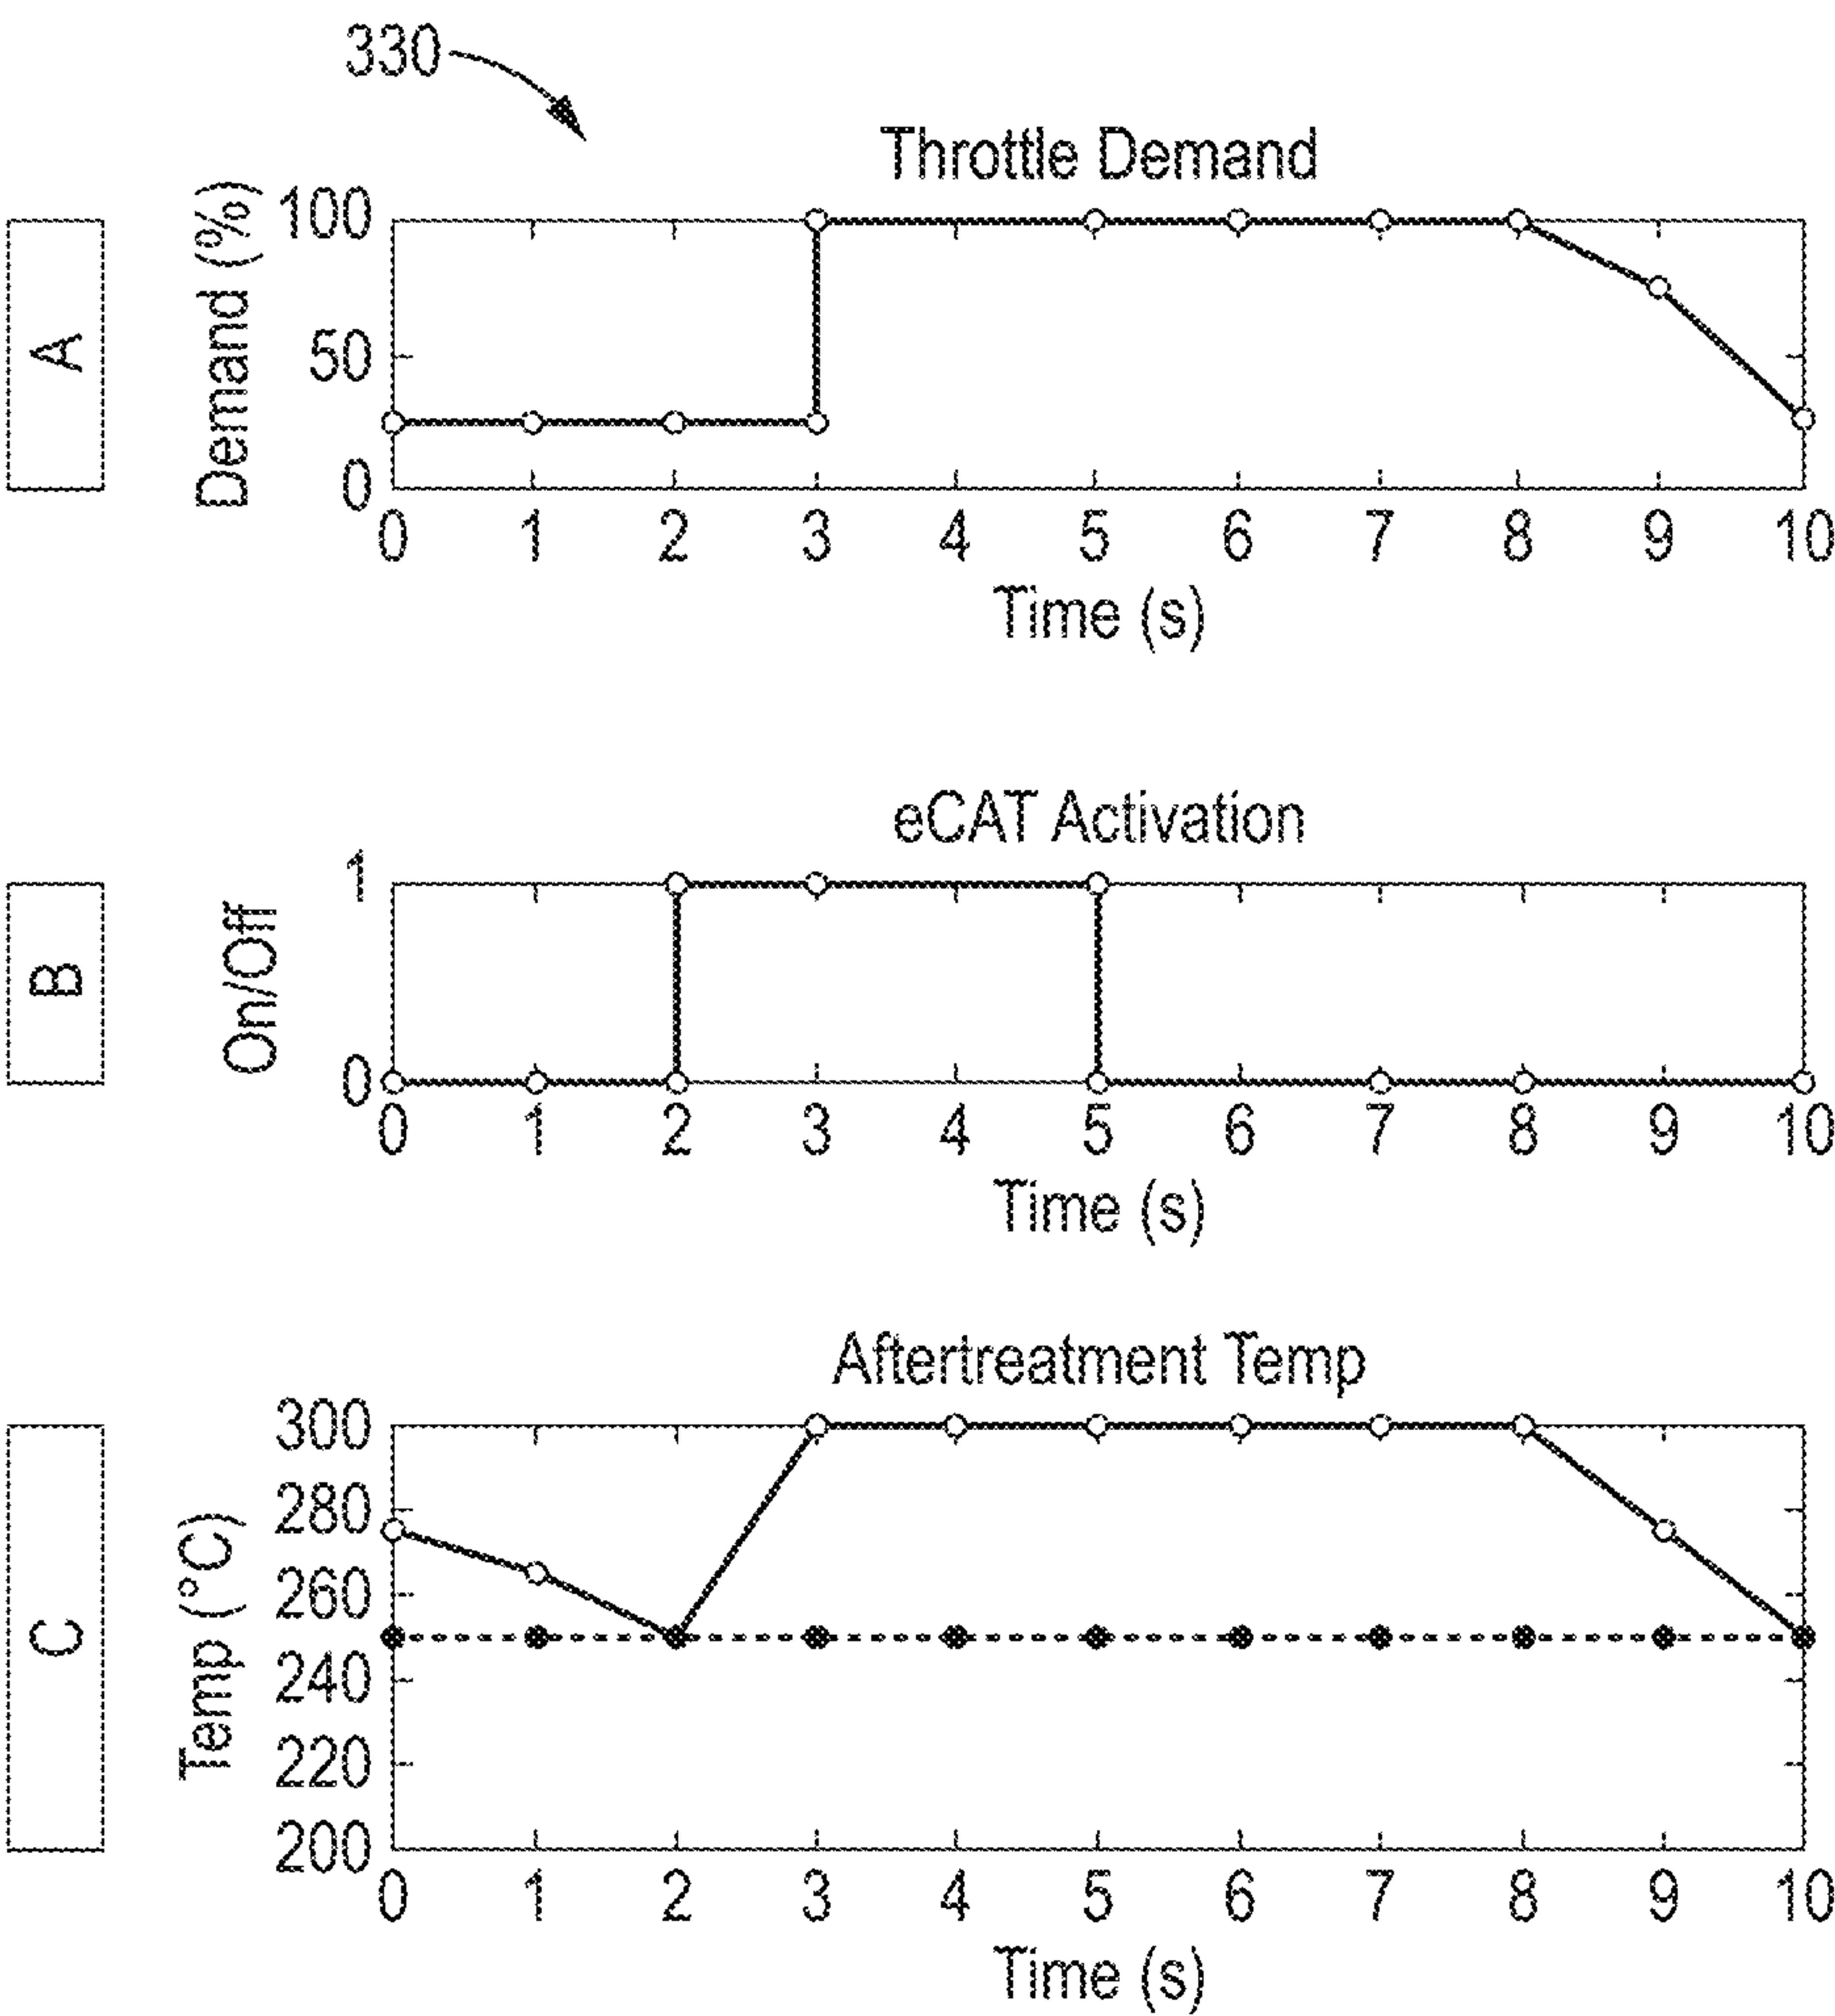 330
Throttle Demand
A
Demand (%)
100
50
0
0 1 2 3 4 5 6 7 8 9 10
Time (s)
eCAT Activation
B
On/Off
1
0
0 1 2 3 4 5 6 7 8 9 10
Time (s)
Aftertreatment Temp
C
Temp (°C)
300
280
260
240
220
200
0 1 2 3 4 5 6 7 8 9 10
Time (s)